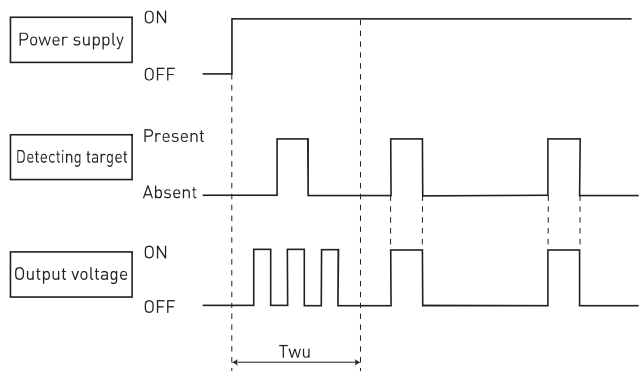 ON
Power supply
OFF
Present
Detecting target
Absent
ON
Output voltage
OFF
Twu